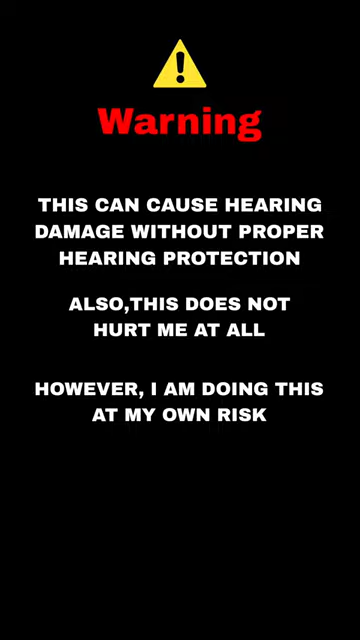 Warning
THIS CAN CAUSE HEARING
DAMAGE WITHOUT PROPER
HEARING PROTECTION
ALSO,THIS DOES NOT
HURT ME AT ALL
HOWEVER, I AM DOING THIS
AT MY OWN RISK